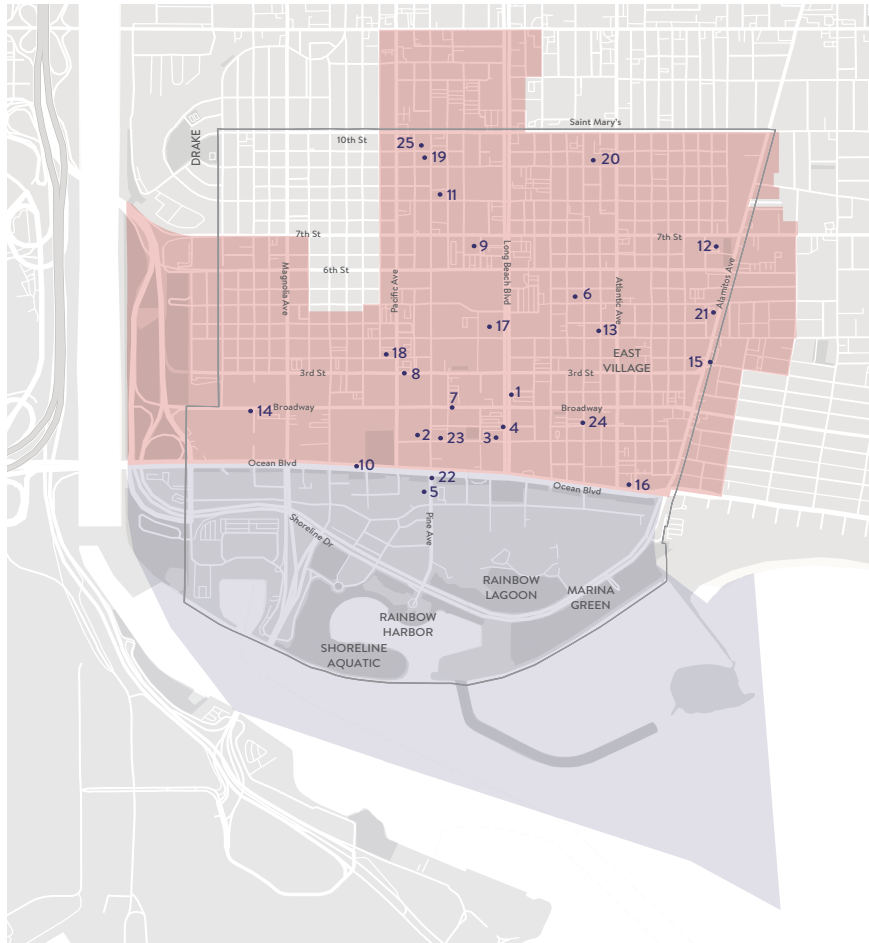 Saint Mary's
DRAKE
10th St
25
19
20
11
7th St
7th St
12
9
Long Beach Blvd
6th St
Magnolia Ave
Pacific Ave
Alamitos Ave
6
Atlantic Ave
21
17
13
18
EAST
VILLAGE
15
3rd St
8
3rd St
1
7
14
Broadway
Broadway
24
4
2
23
3
Ocean Blvd
10
22
16
Ocean Blvd
5
Shoreline Dr
Pine Ave
RAINBOW
LAGOON
MARINA
GREEN
RAINBOW
HARBOR
SHORELINE
AQUATIC